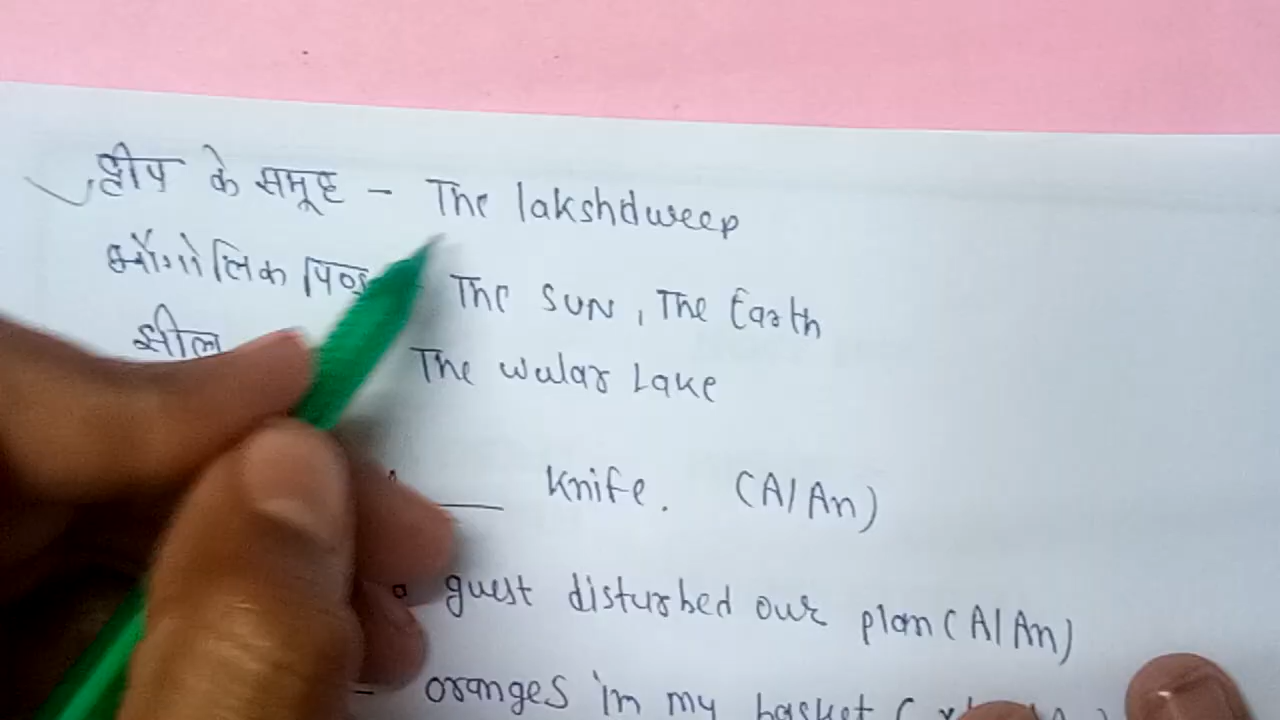 द्वीप के समूह - The lakshdweep
भौगोलिक पिण्ड - The SUN, The Earth
झील The wular Lake
___ Knife. (A/An)
a guest disturbed our plan (A/An)
- oranges in my basket (